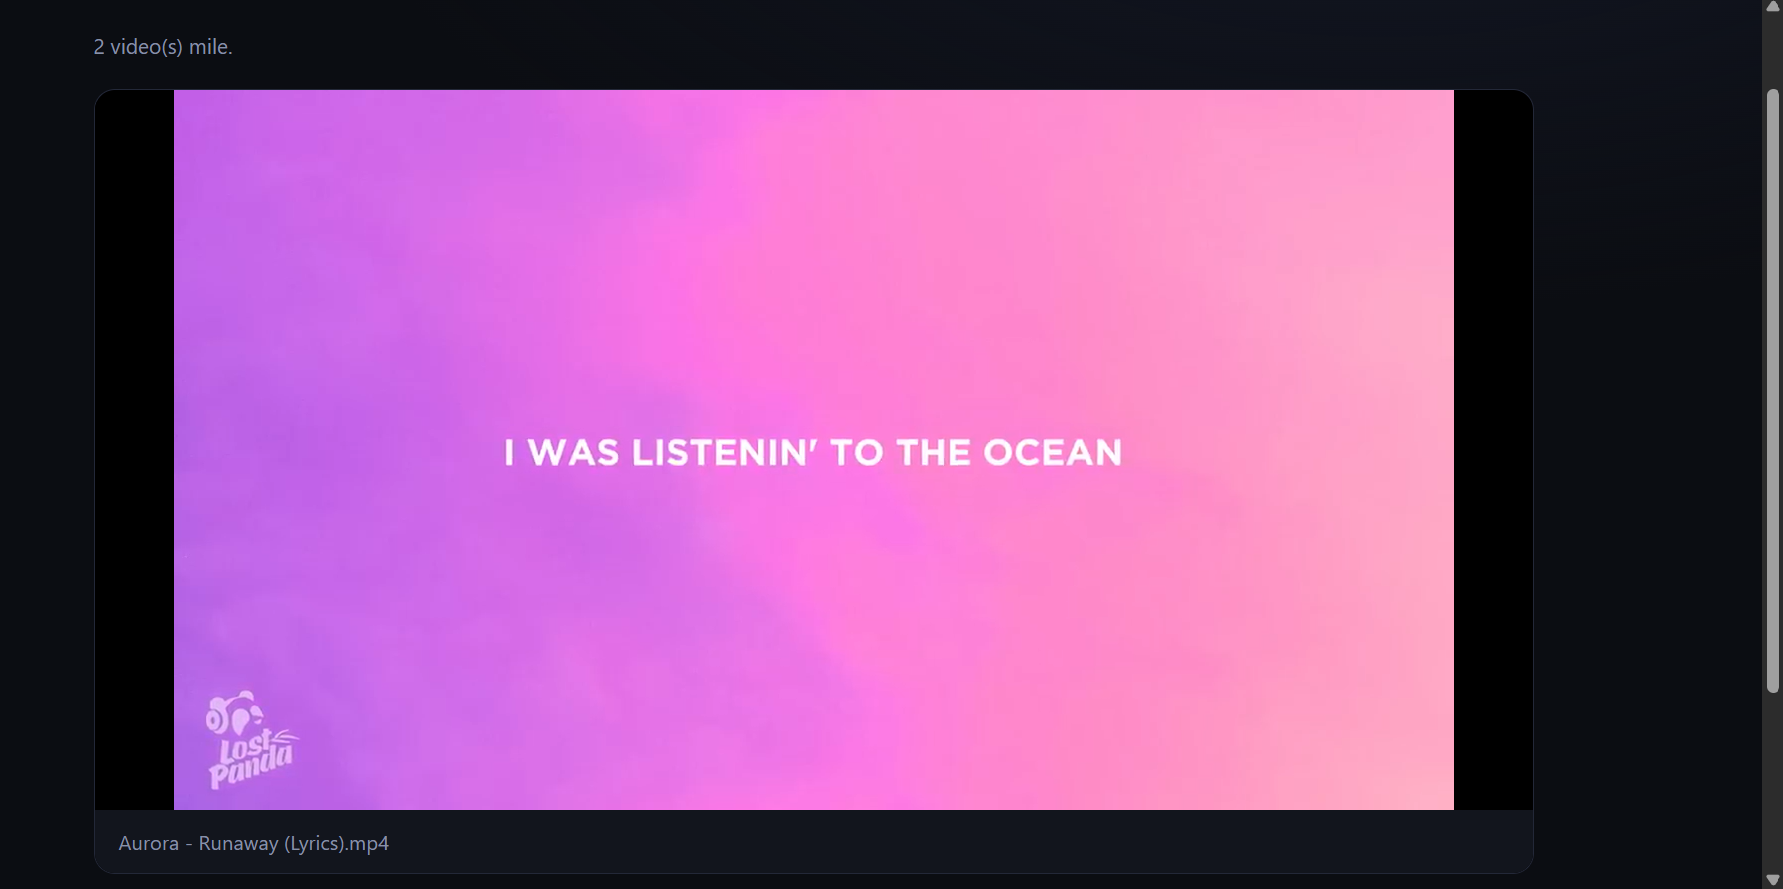 2 video(s) mile.
I WAS LISTENIN' TO THE OCEAN
Lost
Panda
Aurora - Runaway (Lyrics).mp4